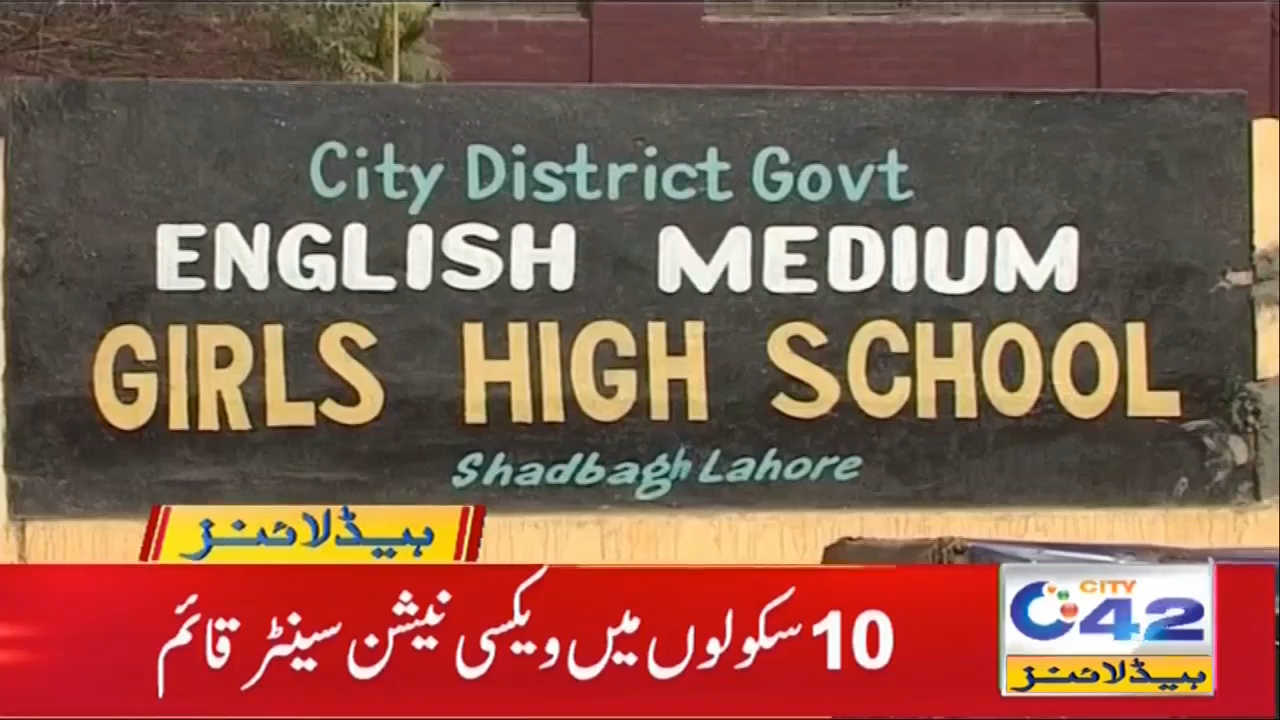 City District Govt
ENGLISH MEDIUM
GIRLS HIGH SCHOOL
Shadbagh Lahore
ہیڈلائنز
10 سکولوں میں ویکسی نیشن سینٹر قائم
CITY
42
ہیڈلائنز